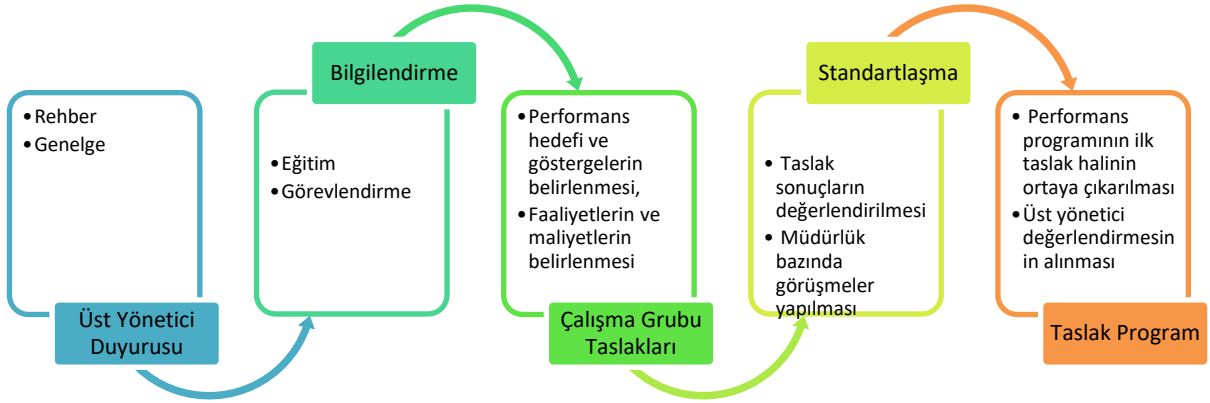 •Rehber
•Genelge
Üst Yönetici
Duyurusu
Bilgilendirme
•Eğitim
•Görevlendirme
•Performans
hedefi ve
göstergelerin
belirlenmesi,
•Faaliyetlerin ve
maliyetlerin
belirlenmesi
Çalışma Grubu
Taslakları
Standartlaşma
• Taslak
sonuçların
değerlendirilmesi
• Müdürlük
bazında
görüşmeler
yapılması
• Performans
programının ilk
taslak halinin
ortaya çıkarılması
•Üst yönetici
değerlendirmesin
in alınması
Taslak Program